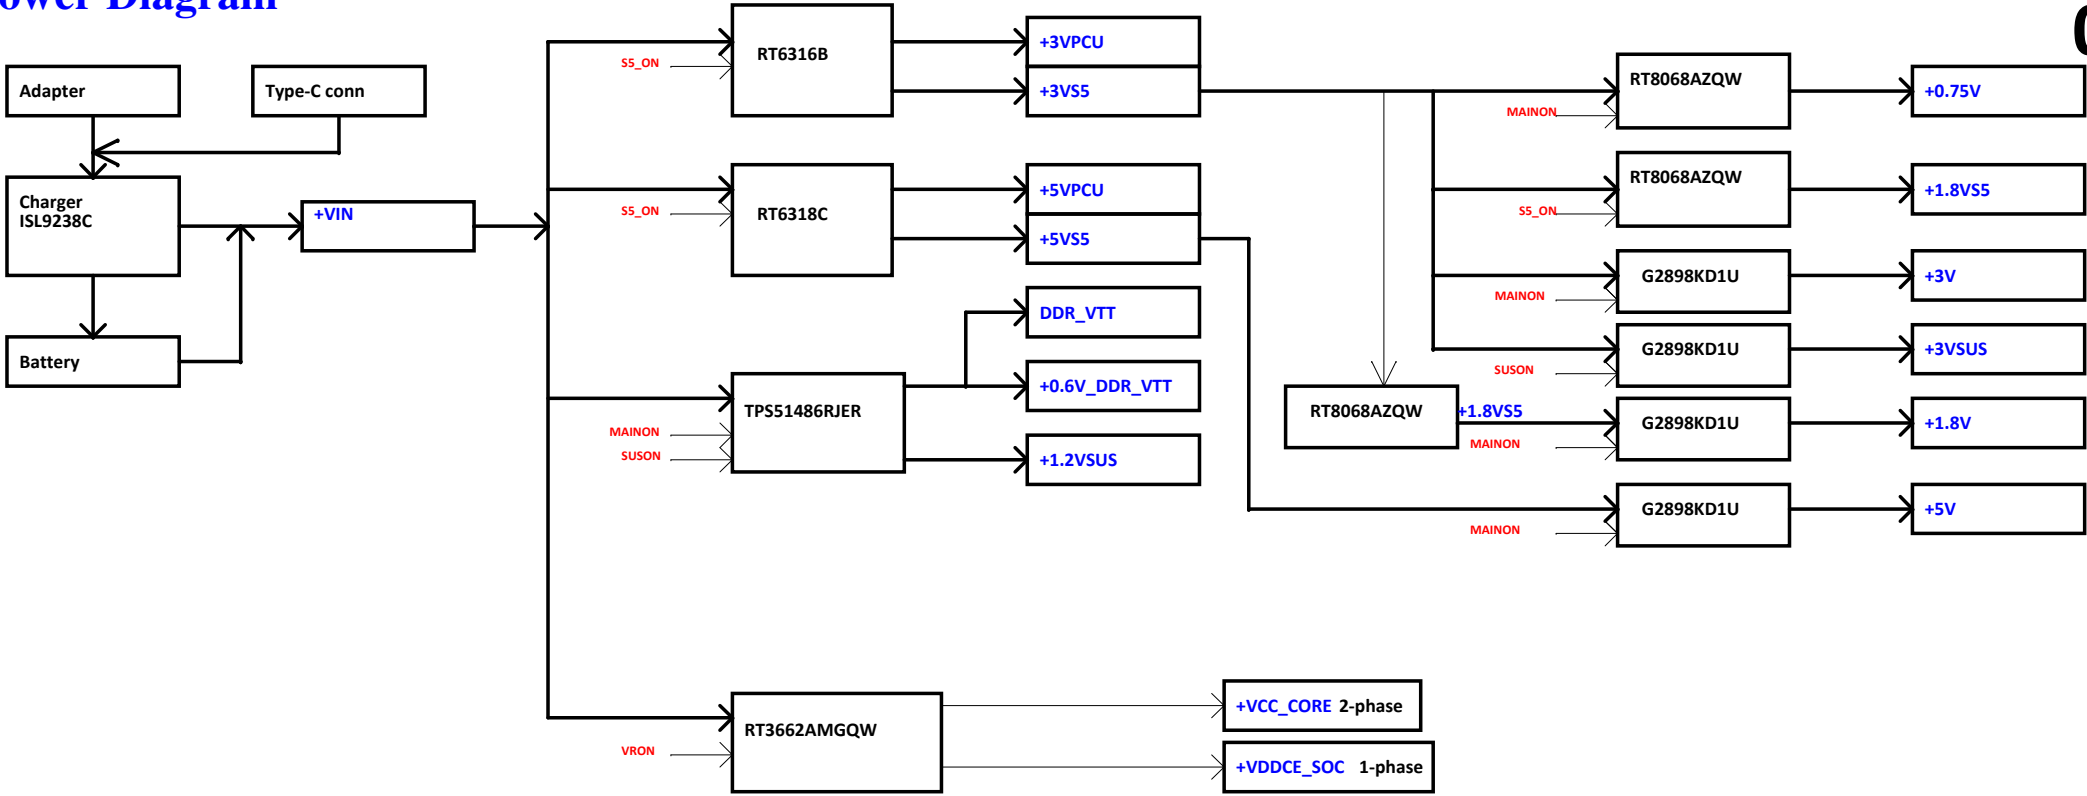 ower Diagram
Adapter
Type-C conn
Charger
ISL9238C
Battery
+VIN
S5_ON
RT6316B
+3VPCU
+3VS5
S5_ON
RT6318C
+5VPCU
+5VS5
DDR_VTT
+0.6V_DDR_VTT
+1.2VSUS
TPS51486RJER
MAINON
SUSON
RT3662AMGQW
VRON
+VCC_CORE 2-phase
+VDDCE_SOC 1-phase
RT8068AZQW
MAINON
+0.75V
RT8068AZQW
S5_ON
+1.8VS5
G2898KD1U
MAINON
+3V
G2898KD1U
SUSON
+3VSUS
RT8068AZQW
+1.8VS5
G2898KD1U
MAINON
+1.8V
G2898KD1U
MAINON
+5V